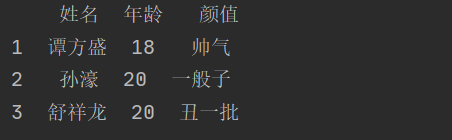 姓名 年龄 颜值
1 谭方盛 18 帅气
2 孙濠 20 一般子
3 舒祥龙 20 丑一批